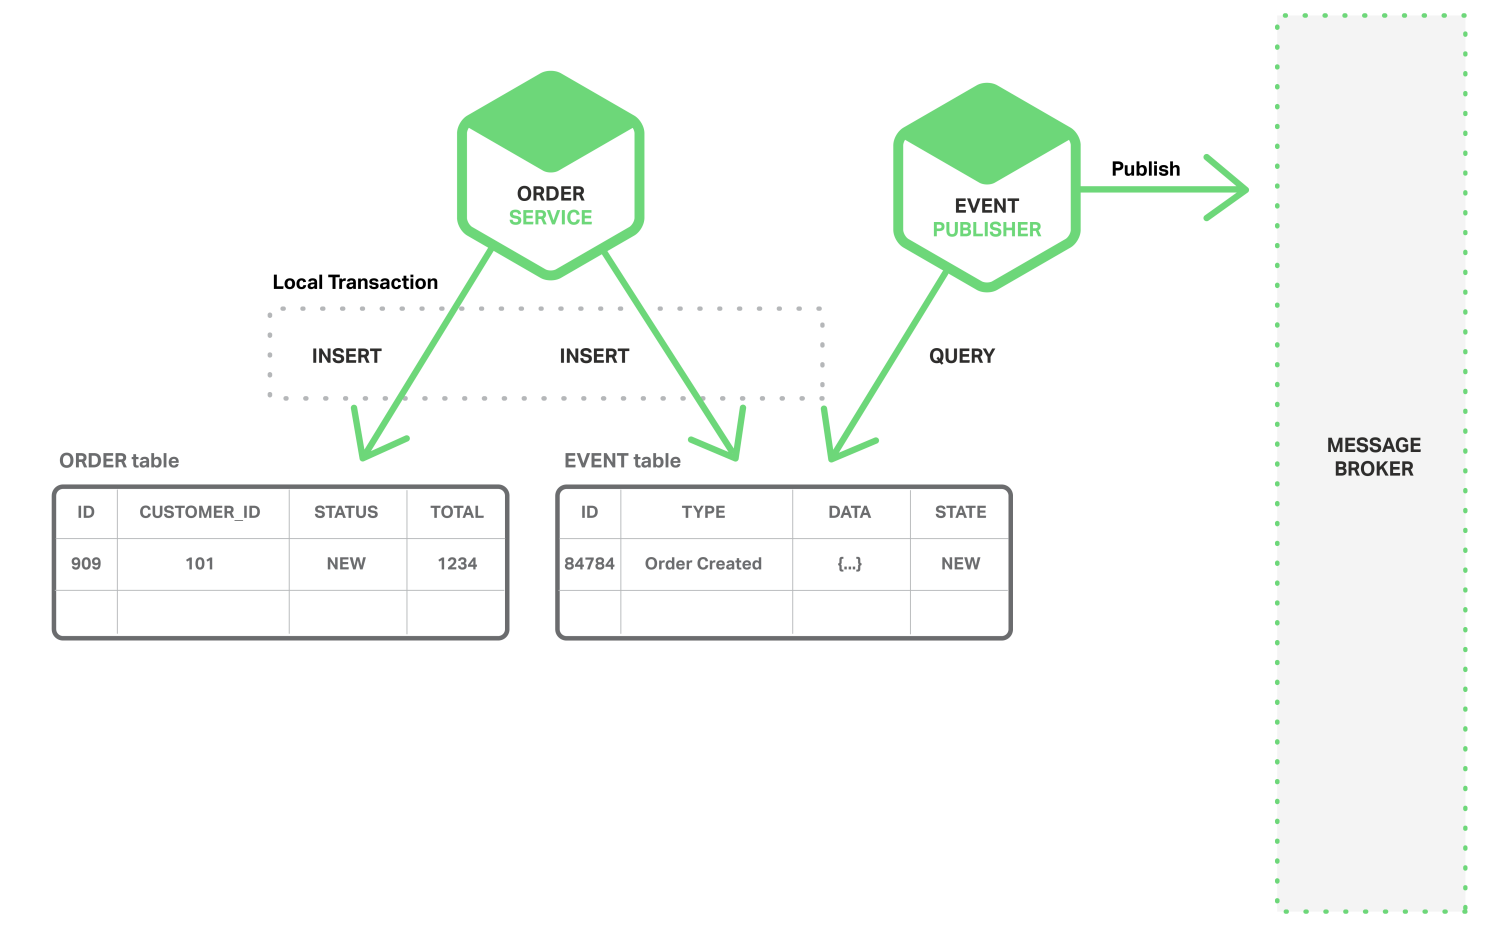 ORDER
SERVICE
EVENT
PUBLISHER
Publish
Local Transaction
INSERT
INSERT
QUERY
MESSAGE
BROKER
ORDER table
ID CUSTOMER_ID STATUS TOTAL
909 101 NEW 1234
EVENT table
ID TYPE DATA STATE
84784 Order Created {...} NEW